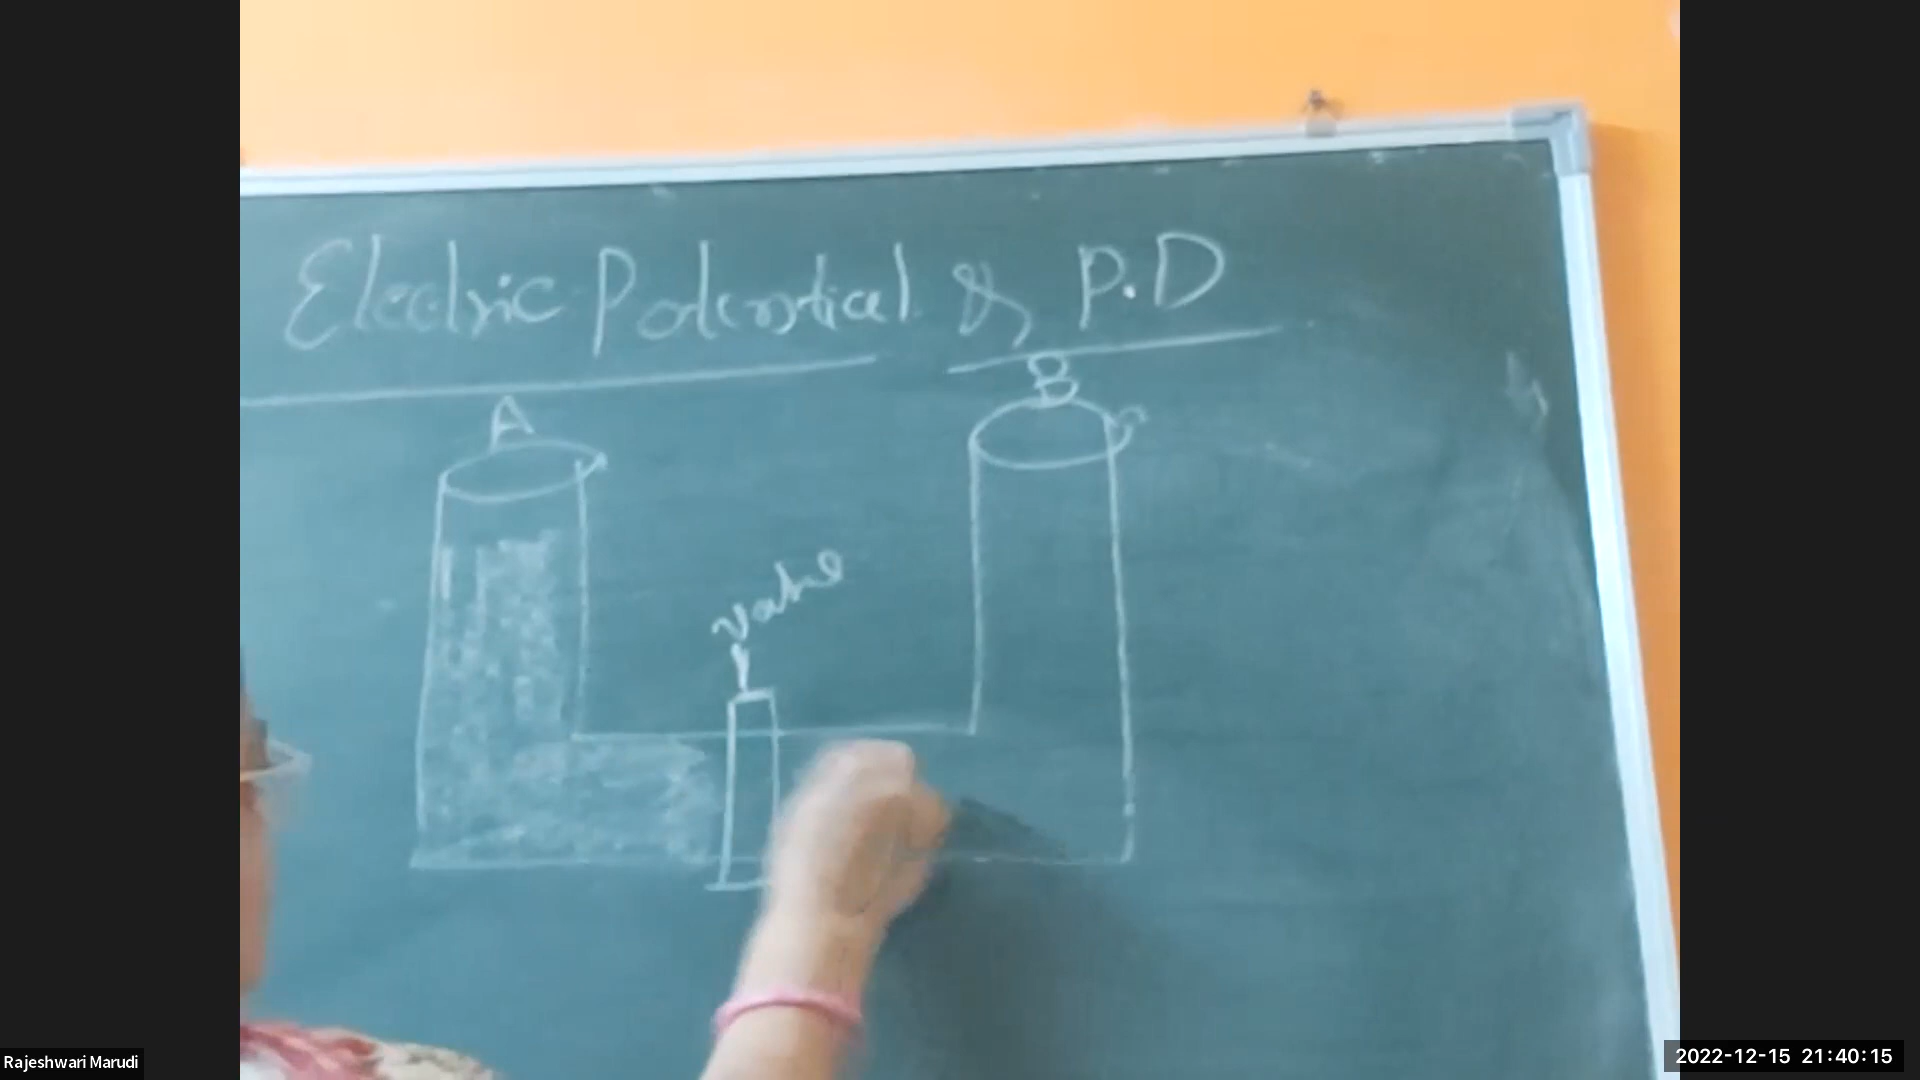 Electric Potential & P.D
A
B
valve
Rajeshwari Marudi
2022-12-15 21:40:15